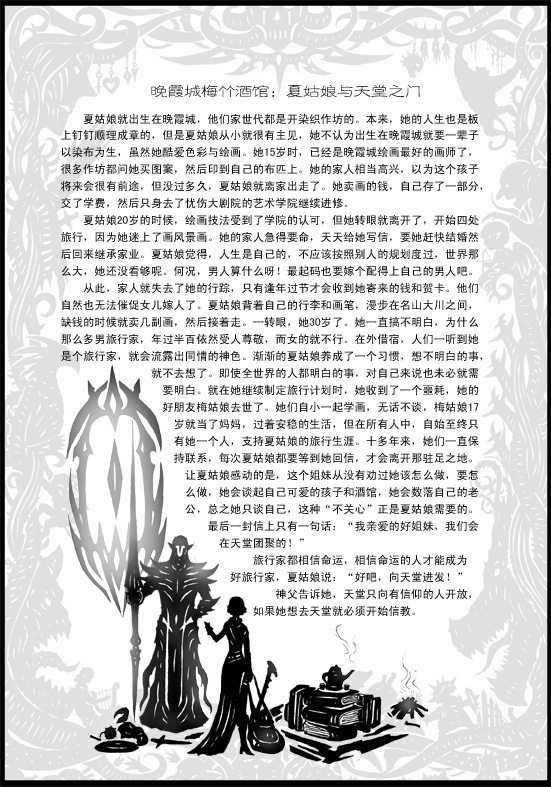 晚霞城梅竹酒馆：夏姑娘与天堂之门
夏姑娘就出生在晚霞城，他们家世代都是开染织作坊的。本来，她的人生也是板
上钉钉顺理成章的，但是夏姑娘从小就很有主见，她不认为出生在晚霞城就要一辈子
以染布为生，虽然她酷爱色彩与绘画。她15岁时，已经是晚霞城绘画最好的画师了，
很多作坊都问她买图案，然后印到自己的布匹上。她的家人相当高兴，以为这个孩子
将来会很有前途，但没过多久，夏姑娘就离家出走了。她卖画的钱，自己存了一部分，
交了学费，然后只身去了忧伤大剧院的艺术学院继续进修。
夏姑娘20岁的时候，绘画技法受到了学院的认可，但她转眼就离开了，开始四处
旅行，因为她迷上了画风景画。她的家人急得要命，天天给她写信，要她赶快结婚然
后回来继承家业。夏姑娘觉得，人生是自己的，不应该按照别人的规划度过，世界那
么大，她还没看够呢。何况，男人算什么呀！最起码也要嫁个配得上自己的男人吧。
从此，家人就失去了她的行踪，只有逢年过节才会收到她寄来的钱和贺卡。他们
自然也无法催促女儿嫁人了。夏姑娘背着自己的行李和画笔，漫步在名山大川之间，
缺钱的时候就卖几副画，然后接着走。一转眼，她30岁了。她一直搞不明白，为什么
那么多男旅行家，年过半百依然受人尊敬，而女的就不行。在外借宿，人们一听到她
是个旅行家，就会流露出同情的神色。渐渐的夏姑娘养成了一个习惯，想不明白的事，
就不去想了。即使全世界的人都明白的事，对自己来说也未必就需
要明白。就在她继续制定旅行计划时，她收到了一个噩耗，她的
好朋友梅姑娘去世了。她们自小一起学画，无话不谈，梅姑娘17
岁就当了妈妈，过着安稳的生活，但在所有人中，自始至终只
有她一个人，支持夏姑娘的旅行生涯。十多年来，她们一直保
持联系，每次夏姑娘都要等到她回信，才会离开那驻足之地。
让夏姑娘感动的是，这个姐妹从没有劝过她该怎么做，要怎
么做，她会谈起自己可爱的孩子和酒馆，她会数落自己的老
公，总之她只谈自己，这种“不关心”正是夏姑娘需要的。
最后一封信上只有一句话：“我亲爱的好姐妹，我们会
在天堂团聚的！”
旅行家都相信命运，相信命运的人才能成为
好旅行家，夏姑娘说：“好吧，向天堂进发！”
神父告诉她，天堂只向有信仰的人开放，
如果她想去天堂就必须开始信教。